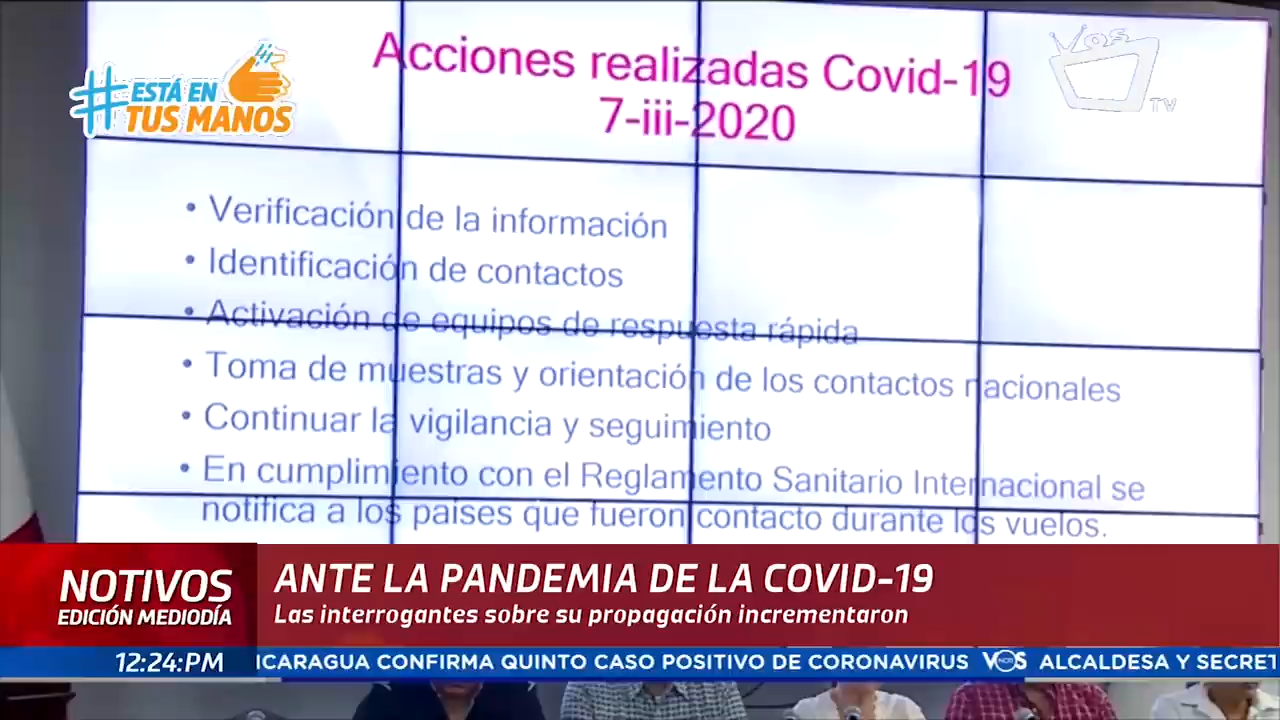 Acciones realizadas Covid-19
7-iii-2020
#ESTÁ EN
TUS MANOS
VOS
TV
• Verificación de la información
• Identificación de contactos
• Activación de equipos de respuesta rápida
• Toma de muestras y orientación de los contactos nacionales
• Continuar la vigilancia y seguimiento
• En cumplimiento con el Reglamento Sanitario Internacional se
notifica a los países que fueron contacto durante los vuelos.
NOTIVOS
EDICIÓN MEDIODÍA
ANTE LA PANDEMIA DE LA COVID-19
Las interrogantes sobre su propagación incrementaron
12:24:PM
ICARAGUA CONFIRMA QUINTO CASO POSITIVO DE CORONAVIRUS VOS ALCALDESA Y SECRET